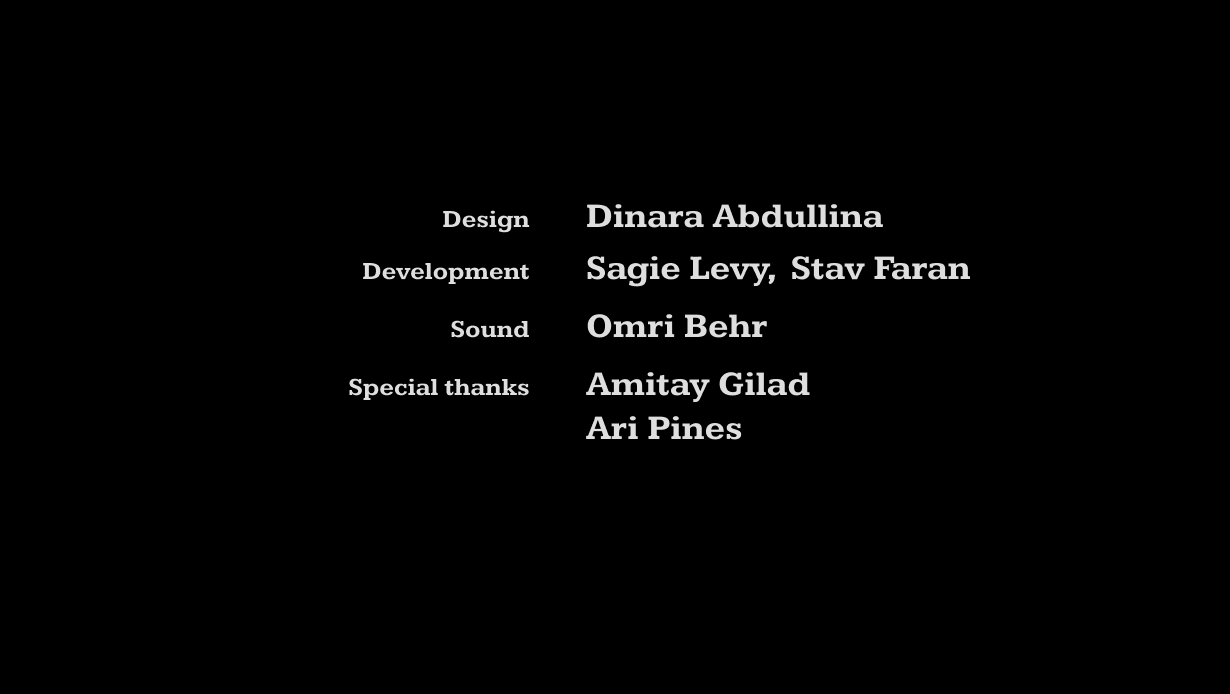 Design Dinara Abdullina
Development Sagie Levy, Stav Faran
Sound Omri Behr
Special thanks Amitay Gilad
Ari Pines